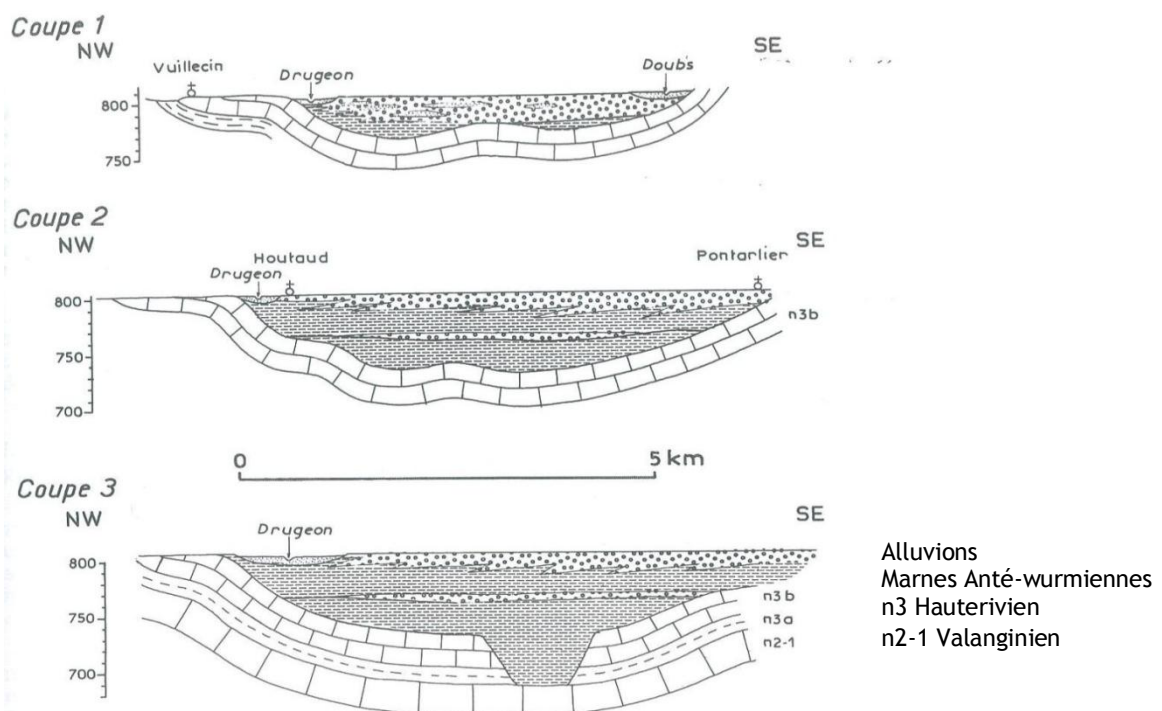 Coupe 1
NW
SE
Vuillecin
Drugeon
Doubs
800
750
Coupe 2
NW
SE
Houtaud
Drugeon
Pontarlier
800
n3b
750
700
0
5 km
Coupe 3
NW
SE
Drugeon
800
750
700
n3b
n3a
n2-1
Alluvions
Marnes Anté-wurmiennes
n3 Hauterivien
n2-1 Valanginien